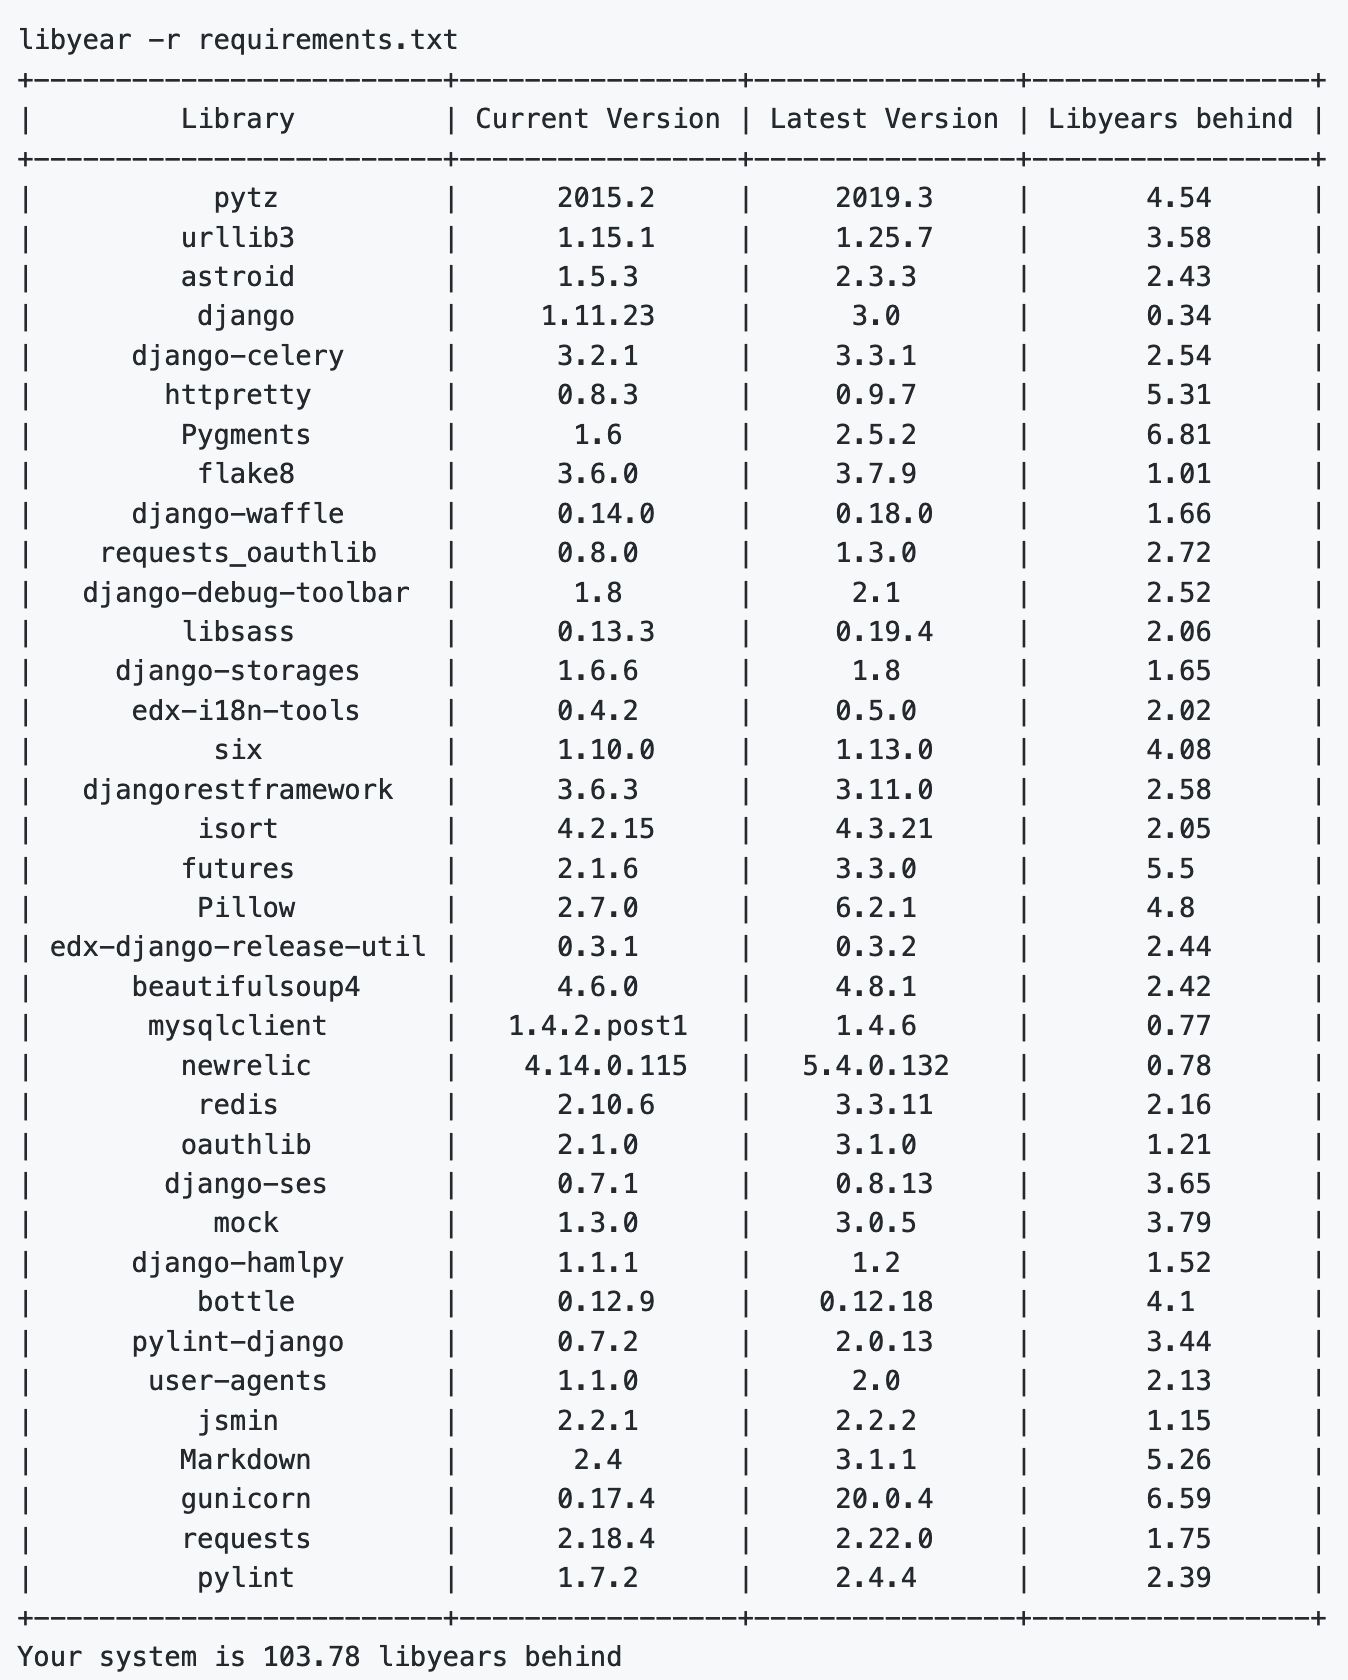 libyear -r requirements.txt
+--------------------------+------------------+-----------------+------------------+
| Library | Current Version | Latest Version | Libyears behind |
+--------------------------+------------------+-----------------+------------------+
| pytz | 2015.2 | 2019.3 | 4.54 |
| urllib3 | 1.15.1 | 1.25.7 | 3.58 |
| astroid | 1.5.3 | 2.3.3 | 2.43 |
| django | 1.11.23 | 3.0 | 0.34 |
| django-celery | 3.2.1 | 3.3.1 | 2.54 |
| httpretty | 0.8.3 | 0.9.7 | 5.31 |
| Pygments | 1.6 | 2.5.2 | 6.81 |
| flake8 | 3.6.0 | 3.7.9 | 1.01 |
| django-waffle | 0.14.0 | 0.18.0 | 1.66 |
| requests_oauthlib | 0.8.0 | 1.3.0 | 2.72 |
| django-debug-toolbar | 1.8 | 2.1 | 2.52 |
| libsass | 0.13.3 | 0.19.4 | 2.06 |
| django-storages | 1.6.6 | 1.8 | 1.65 |
| edx-i18n-tools | 0.4.2 | 0.5.0 | 2.02 |
| six | 1.10.0 | 1.13.0 | 4.08 |
| djangorestframework | 3.6.3 | 3.11.0 | 2.58 |
| isort | 4.2.15 | 4.3.21 | 2.05 |
| futures | 2.1.6 | 3.3.0 | 5.5 |
| Pillow | 2.7.0 | 6.2.1 | 4.8 |
| edx-django-release-util | 0.3.1 | 0.3.2 | 2.44 |
| beautifulsoup4 | 4.6.0 | 4.8.1 | 2.42 |
| mysqlclient | 1.4.2.post1 | 1.4.6 | 0.77 |
| newrelic | 4.14.0.115 | 5.4.0.132 | 0.78 |
| redis | 2.10.6 | 3.3.11 | 2.16 |
| oauthlib | 2.1.0 | 3.1.0 | 1.21 |
| django-ses | 0.7.1 | 0.8.13 | 3.65 |
| mock | 1.3.0 | 3.0.5 | 3.79 |
| django-hamlpy | 1.1.1 | 1.2 | 1.52 |
| bottle | 0.12.9 | 0.12.18 | 4.1 |
| pylint-django | 0.7.2 | 2.0.13 | 3.44 |
| user-agents | 1.1.0 | 2.0 | 2.13 |
| jsmin | 2.2.1 | 2.2.2 | 1.15 |
| Markdown | 2.4 | 3.1.1 | 5.26 |
| gunicorn | 0.17.4 | 20.0.4 | 6.59 |
| requests | 2.18.4 | 2.22.0 | 1.75 |
| pylint | 1.7.2 | 2.4.4 | 2.39 |
+--------------------------+------------------+-----------------+------------------+
Your system is 103.78 libyears behind